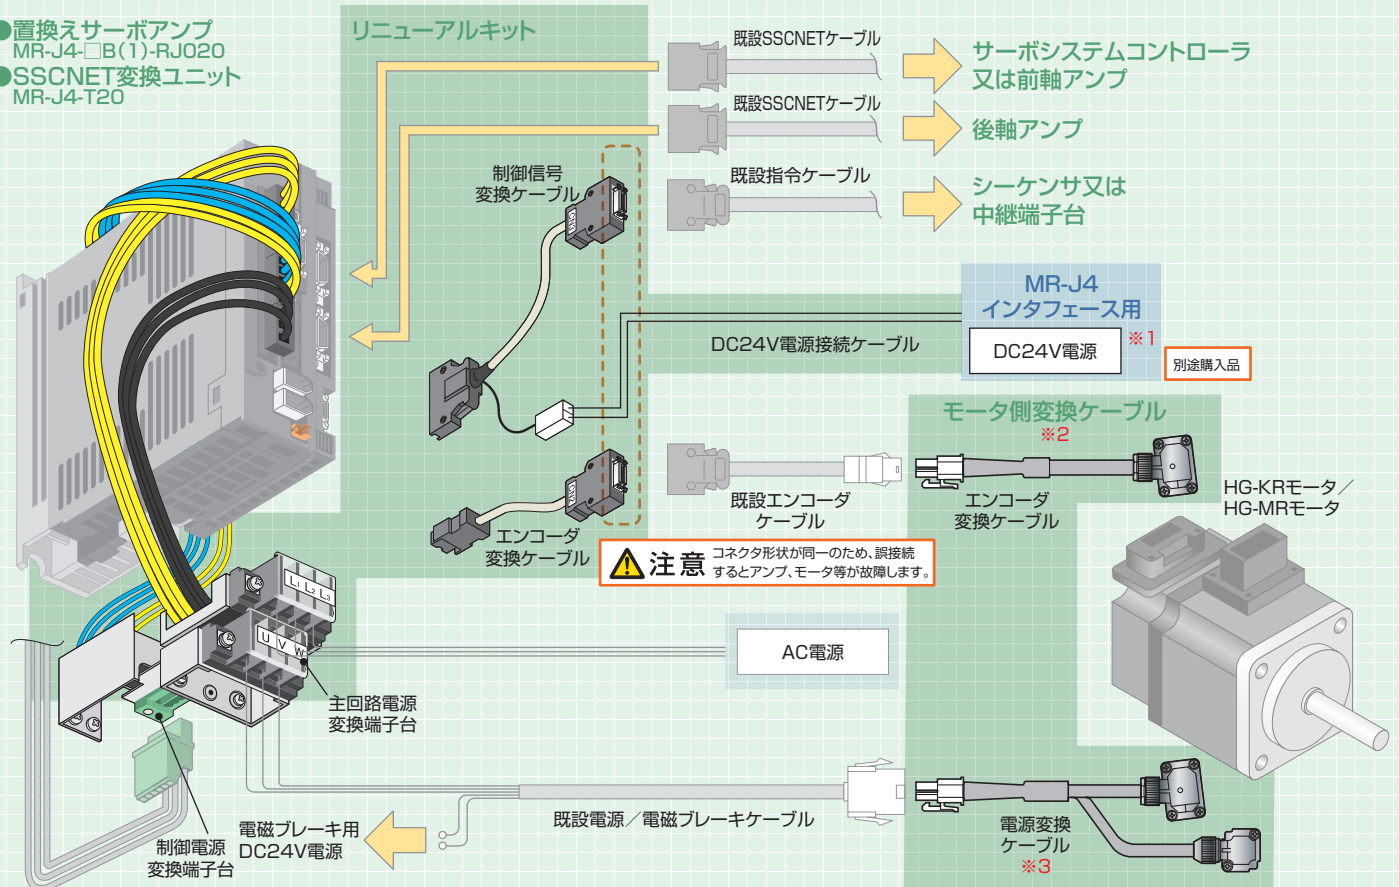 ●置換えサーボアンプ
MR-J4-□B(1)-RJ020
●SSCNET変換ユニット
MR-J4-T20
リニューアルキット
既設SSCNETケーブル
サーボシステムコントローラ
又は前軸アンプ
既設SSCNETケーブル
後軸アンプ
既設指令ケーブル
シーケンサ又は
中継端子台
制御信号
変換ケーブル
CN3
MR-J4
インタフェース用
DC24V電源
※1
別途購入品
DC24V電源接続ケーブル
モータ側変換ケーブル
※2
既設エンコーダ
ケーブル
エンコーダ
変換ケーブル
HG-KRモータ／
HG-MRモータ
CN2
エンコーダ
変換ケーブル
注意
コネクタ形状が同一のため、誤接続
するとアンプ、モータ等が故障します。
L1 L2 L3
U V W
AC電源
主回路電源
変換端子台
制御電源
変換端子台
電磁ブレーキ用
DC24V電源
既設電源／電磁ブレーキケーブル
電源変換
ケーブル
※3